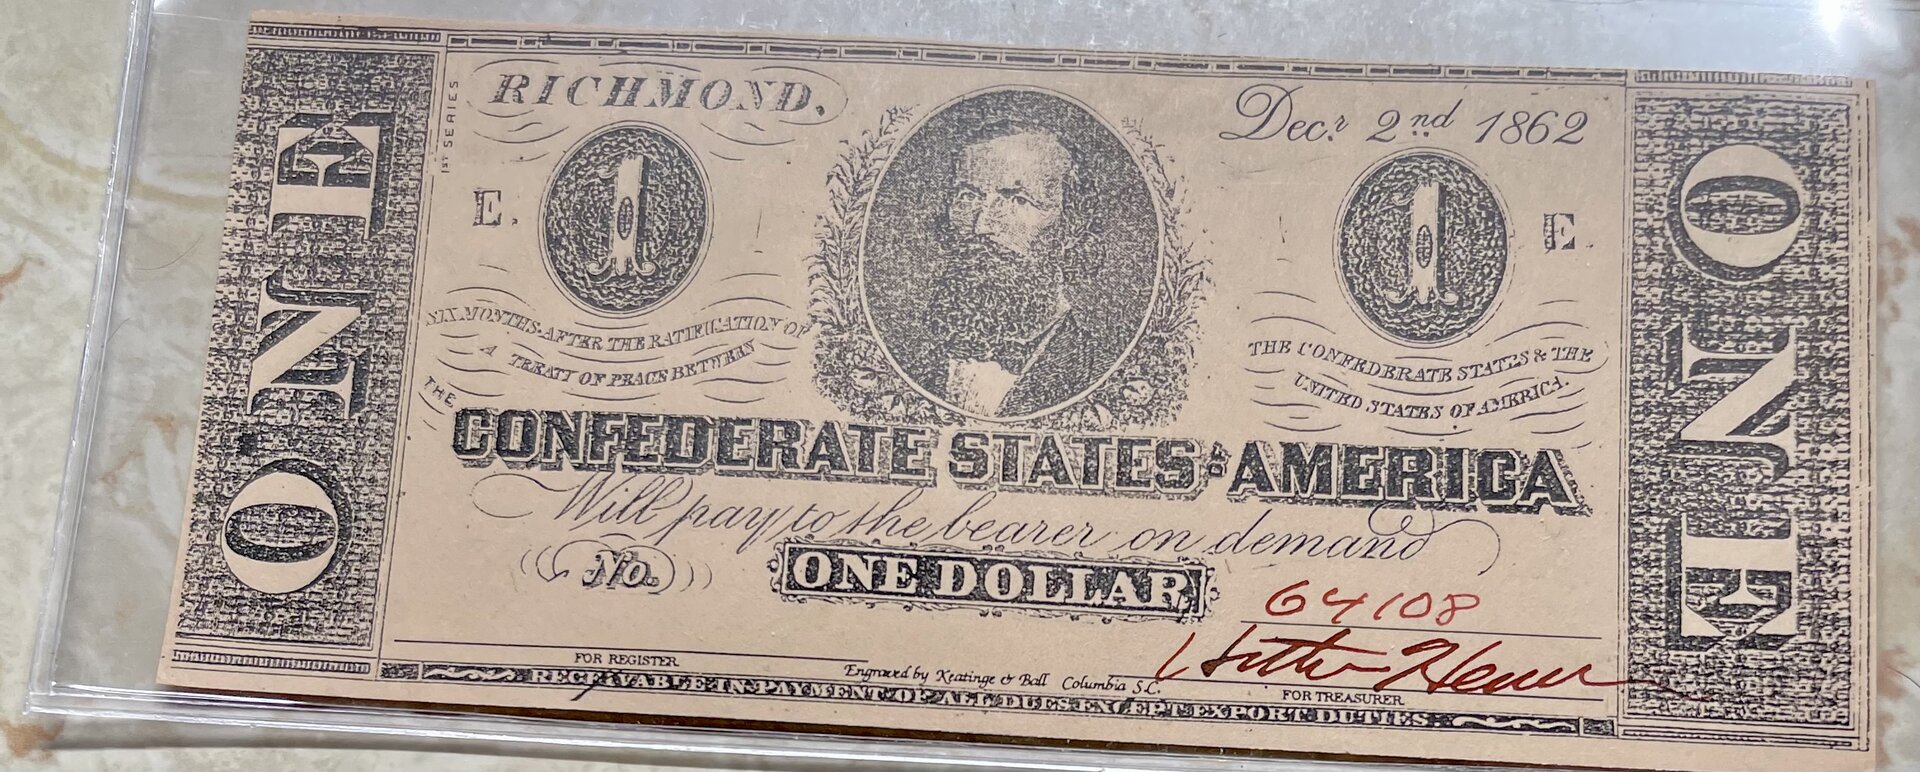 ONE
1ST SERIES
RICHMOND.
Dec.r 2nd 1862
E. 1
1 E
SIX MONTHS AFTER THE RATIFICATION OF
A TREATY OF PEACE BETWEEN
THE CONFEDERATE STATES & THE
UNITED STATES OF AMERICA.
THE
CONFEDERATE STATES OF AMERICA
Will pay to the bearer on demand
No. ONE DOLLAR
64108
FOR REGISTER
Engraved by Keatinge & Ball Columbia S.C.
FOR TREASURER
RECEIVABLE IN PAYMENT OF ALL DUES EXCEPT EXPORT DUTIES.
ONE